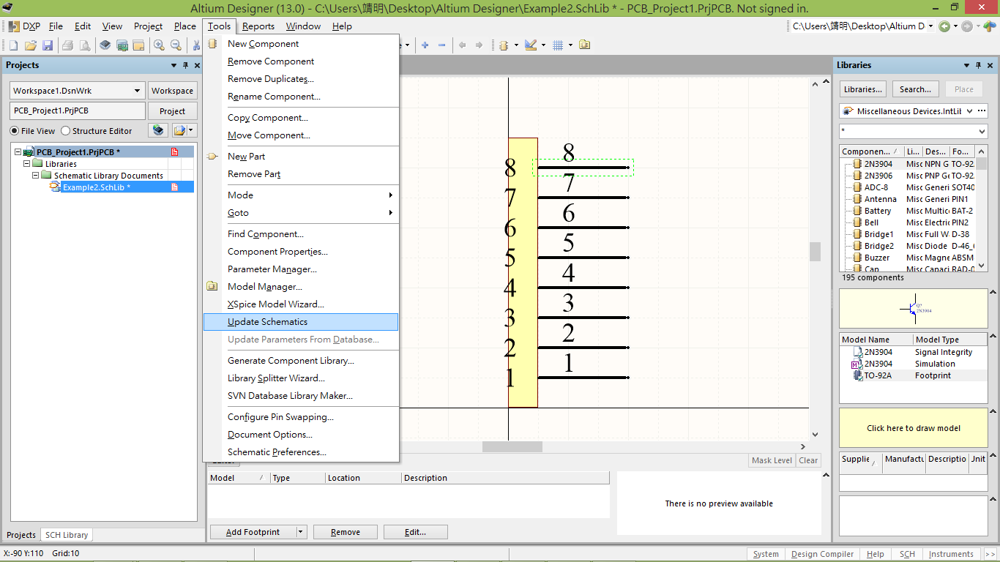 Altium Designer (13.0) - C:\Users\靖明\Desktop\Altium Designer\Example2.SchLib * - PCB_Project1.PrjPCB. Not signed in.
DXP File Edit View Project Place Tools Reports Window Help
C:\Users\靖明\Desktop\Altium D
Projects
Workspace1.DsnWrk
Workspace
PCB_Project1.PrjPCB
Project
File View
Structure Editor
PCB_Project1.PrjPCB *
Libraries
Schematic Library Documents
Example2.SchLib *
Projects
SCH Library
New Component
Remove Component
Remove Duplicates...
Rename Component...
Copy Component...
Move Component...
New Part
Remove Part
Mode
Goto
Find Component...
Component Properties...
Parameter Manager...
Model Manager...
XSpice Model Wizard...
Update Schematics
Update Parameters From Database...
Generate Component Library...
Library Splitter Wizard...
SVN Database Library Maker...
Configure Pin Swapping...
Document Options...
Schematic Preferences...
8 8
7 7
6 6
5 5
4 4
3 3
2 2
1 1
Mask Level
Clear
Model Type Location Description
There is no preview available
Add Footprint
Remove
Edit...
Libraries
Libraries...
Search...
Place
Miscellaneous Devices.IntLib
*
Component... Li... Des... Fo...
2N3904 Misc NPN G TO-92
2N3906 Misc PNP Ge TO-92
ADC-8 Misc Generi SOT40
Antenna Misc Generi PIN1
Battery Misc Multic BAT-2
Bell Misc Electric PIN2
Bridge1 Misc Full W D-38
Bridge2 Misc Diode D-46_6
Buzzer Misc Magne ABSM
Cap Misc Capaci RAD-0
195 components
Q?
2N3904
Model Name Model Type
2N3904 Signal Integrity
2N3904 Simulation
TO-92A Footprint
Click here to draw model
Supplie Manufactu Descriptio Unit
X:-90 Y:110 Grid:10
System Design Compiler Help SCH Instruments >>